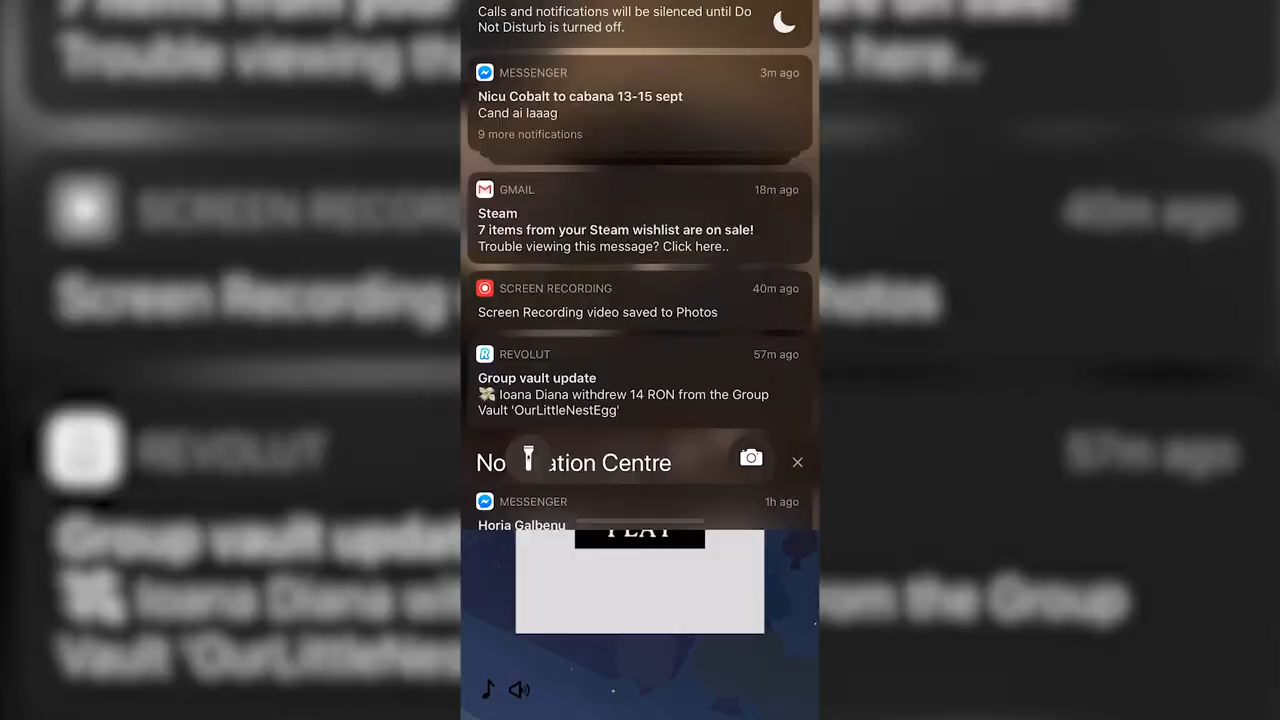 Calls and notifications will be silenced until Do
Not Disturb is turned off.
MESSENGER 3m ago
Nicu Cobalt to cabana 13-15 sept
Cand ai laaag
9 more notifications
GMAIL 18m ago
Steam
7 items from your Steam wishlist are on sale!
Trouble viewing this message? Click here..
SCREEN RECORDING 40m ago
Screen Recording video saved to Photos
REVOLUT 57m ago
Group vault update
💸 Ioana Diana withdrew 14 RON from the Group
Vault 'OurLittleNestEgg'
No ation Centre
MESSENGER 1h ago
Horia Galbenu
PLAY